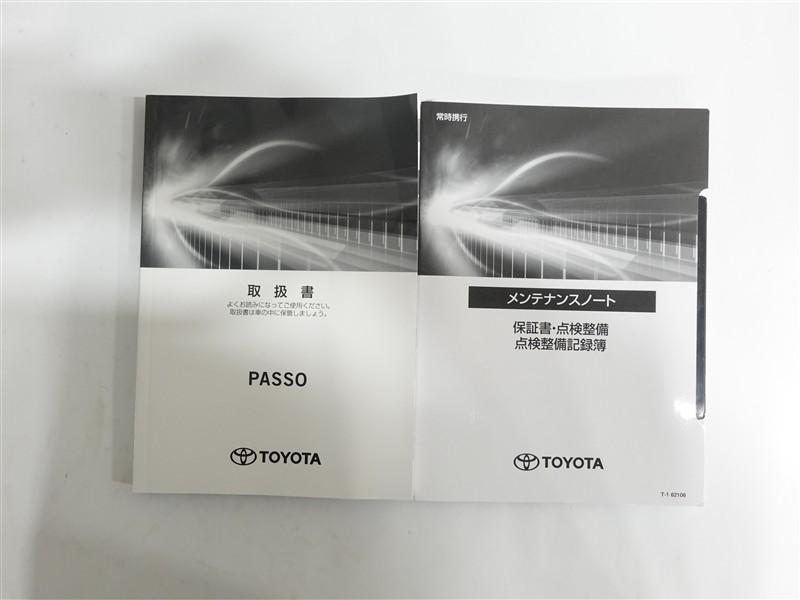 取扱書
よくお読みになってご使用ください。
取扱書は車の中に保管しましょう。
PASSO
TOYOTA
常時携行
メンテナンスノート
保証書・点検整備
点検整備記録簿
TOYOTA
T-1 62106